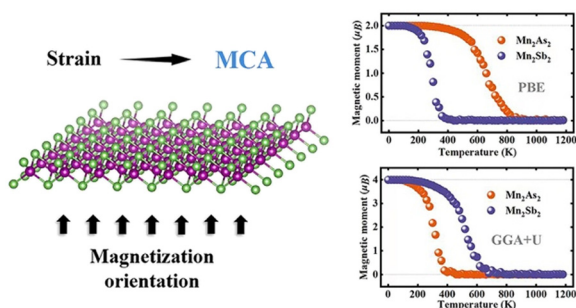 Strain
MCA
Magnetization
orientation
Magnetic moment (μB)
2.0
1.5
1.0
0.5
0.0
Mn₂As₂
Mn₂Sb₂
PBE
0 200 400 600 800 1000 1200
Temperature (K)
Magnetic moment (μB)
4
3
2
1
0
Mn₂As₂
Mn₂Sb₂
GGA+U
0 200 400 600 800 1000 1200
Temperature (K)